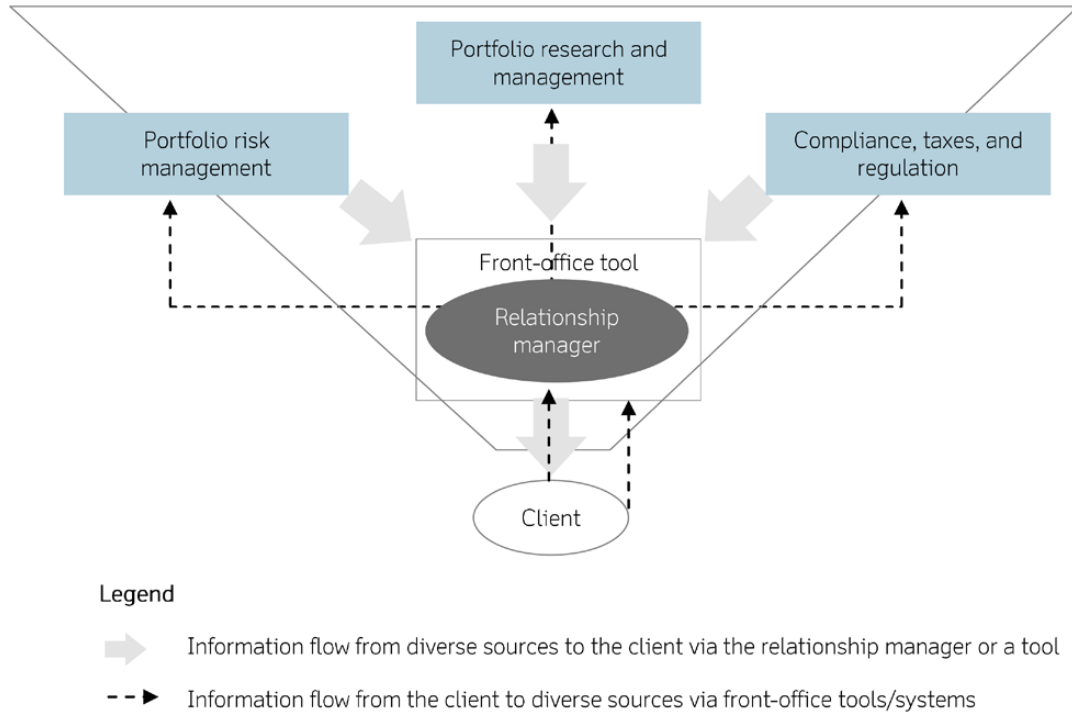 Portfolio research and
management
Portfolio risk
management
Compliance, taxes, and
regulation
Front-office tool
Relationship
manager
Client
Legend
Information flow from diverse sources to the client via the relationship manager or a tool
Information flow from the client to diverse sources via front-office tools/systems